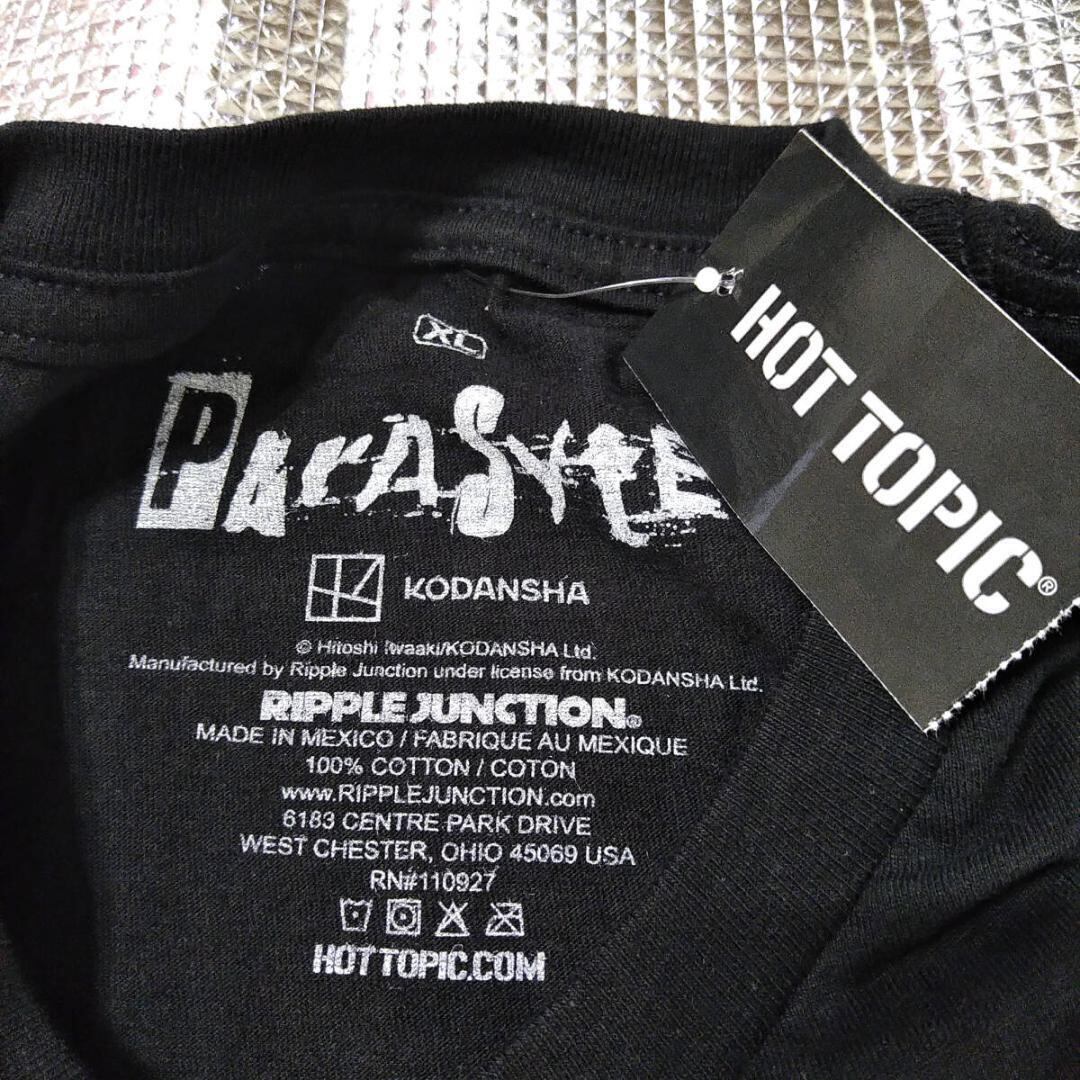 XL
PArASyTE
KODANSHA
© Hitoshi Iwaaki/KODANSHA Ltd.
Manufactured by Ripple Junction under license from KODANSHA Ltd.
RIPPLE JUNCTION®
MADE IN MEXICO / FABRIQUE AU MEXIQUE
100% COTTON / COTON
www.RIPPLEJUNCTION.com
6183 CENTRE PARK DRIVE
WEST CHESTER, OHIO 45069 USA
RN#110927
HOTTOPIC.COM
HOT TOPIC®